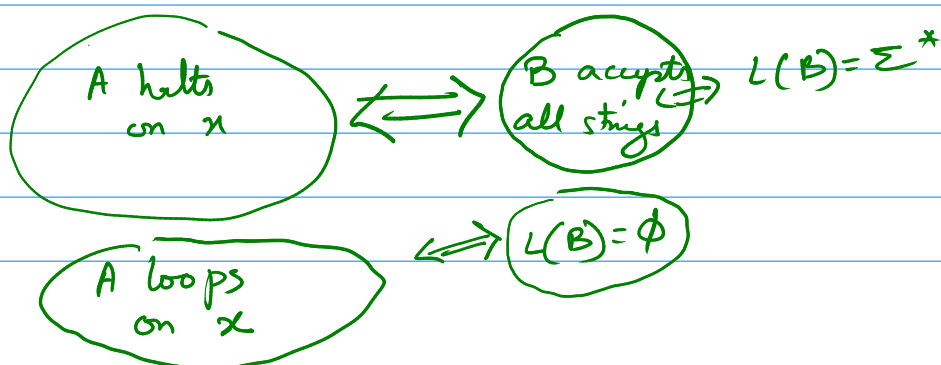 A halts
on x
⟺
B accepts
all strings
⟺ L(B) = Σ*
A loops
on x
⟺ L(B) = ϕ